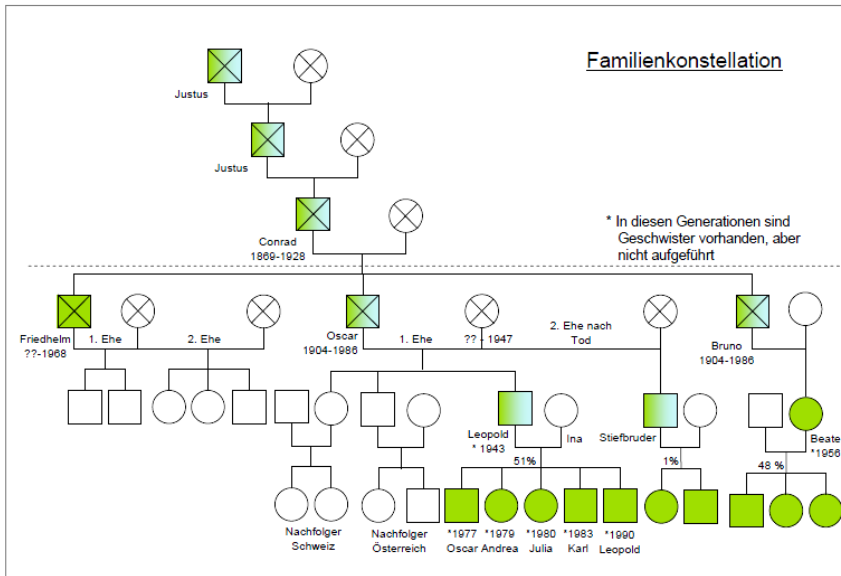 Familienkonstellation
Justus
Justus
Conrad
1869-1928
* In diesen Generationen sind
Geschwister vorhanden, aber
nicht aufgeführt
Friedhelm
??-1968
1. Ehe
2. Ehe
Oscar
1904-1986
1. Ehe
?? - 1947
2. Ehe nach
Tod
Bruno
1904-1986
Leopold
* 1943
Ina
Stiefbruder
Beate
*1956
51%
1%
48 %
Nachfolger
Schweiz
Nachfolger
Österreich
*1977
Oscar
*1979
Andrea
*1980
Julia
*1983
Karl
*1990
Leopold